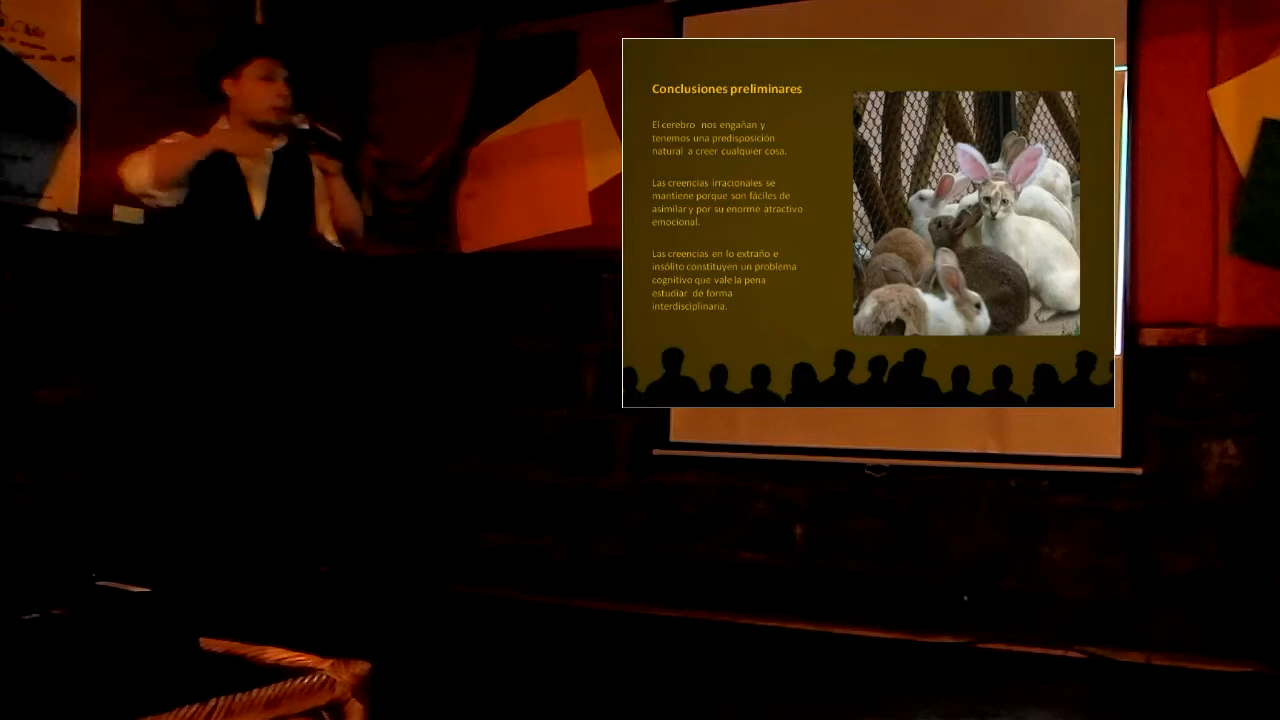 Chile
Conclusiones preliminares
El cerebro nos engañan y
tenemos una predisposición
natural a creer cualquier cosa.
Las creencias irracionales se
mantiene porque son fáciles de
asimilar y por su enorme atractivo
emocional.
Las creencias en lo extraño e
insólito constituyen un problema
cognitivo que vale la pena
estudiar de forma
interdisciplinaria.